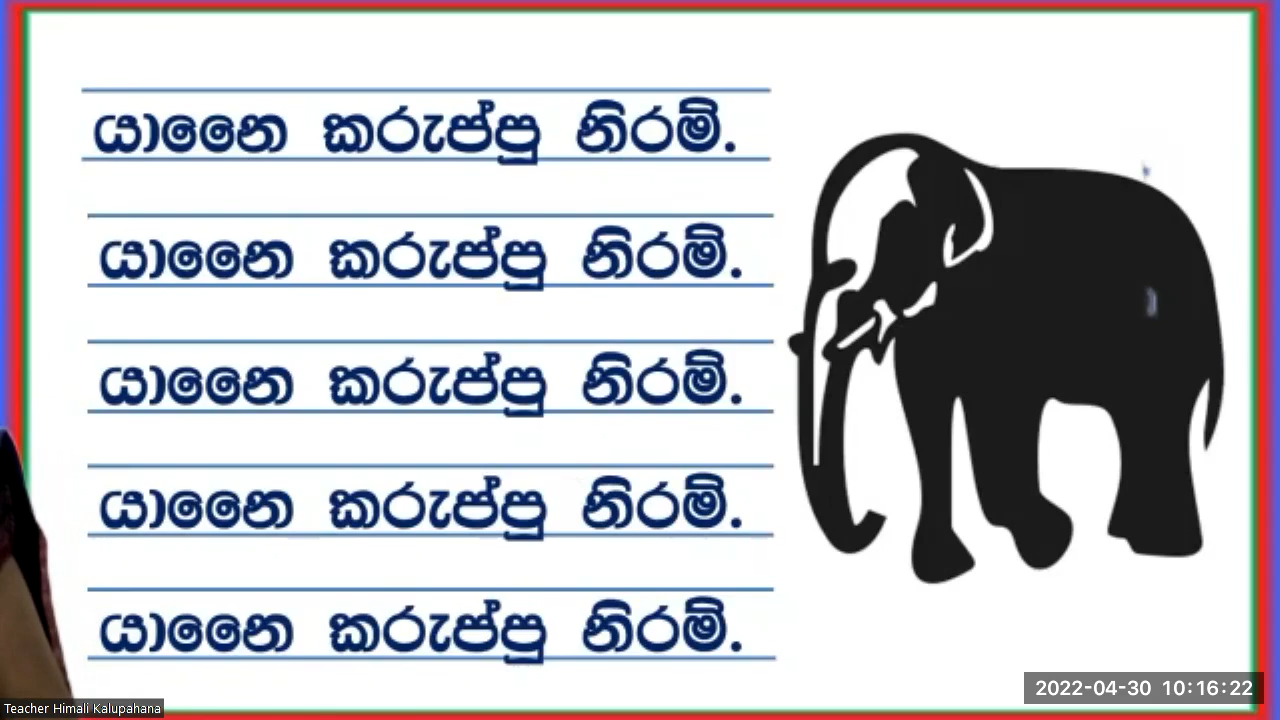 யானை කරුப්பු නිරමි.
யானை කරුප්පු නිරමි.
யானை කරුප්පු නිරමි.
யானை කරුප්පු නිරමි.
யானை කරුප්පු නිරමි.
2022-04-30 10:16:22
Teacher Himali Kalupahana